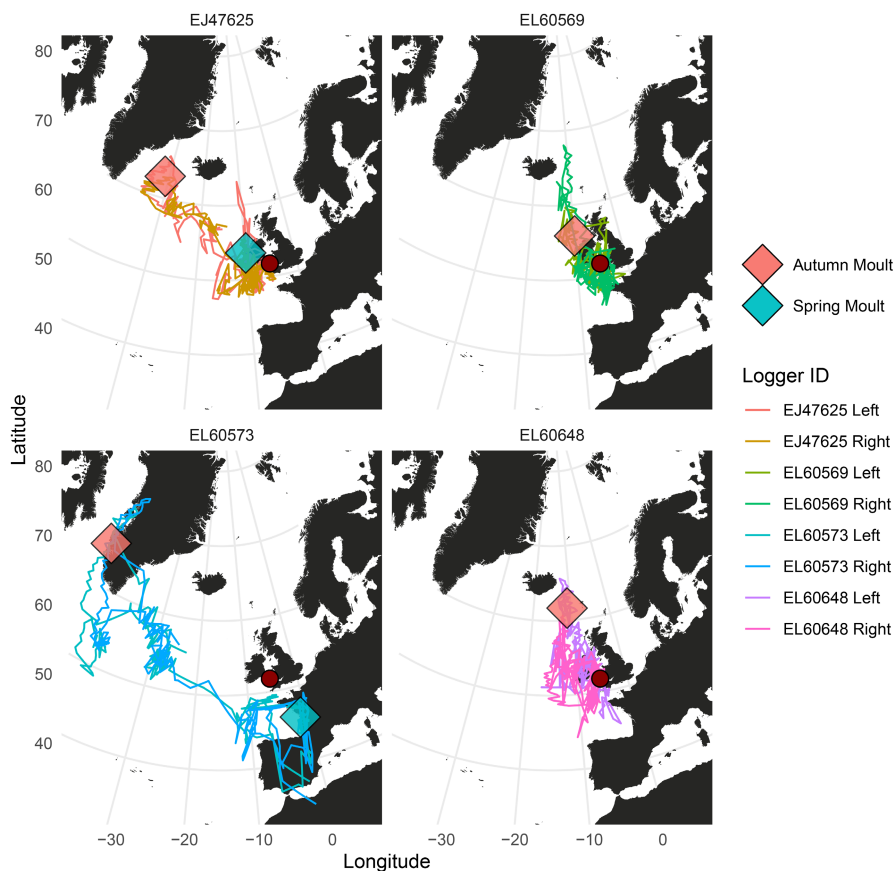 EJ47625
EL60569
80
70
60
50
40
Autumn Moult
Spring Moult
Logger ID
EJ47625 Left
EJ47625 Right
EL60569 Left
EL60569 Right
EL60573 Left
EL60573 Right
EL60648 Left
EL60648 Right
Latitude
EL60573
EL60648
80
70
60
50
40
−30
−20
−10
0
−30
−20
−10
0
Longitude